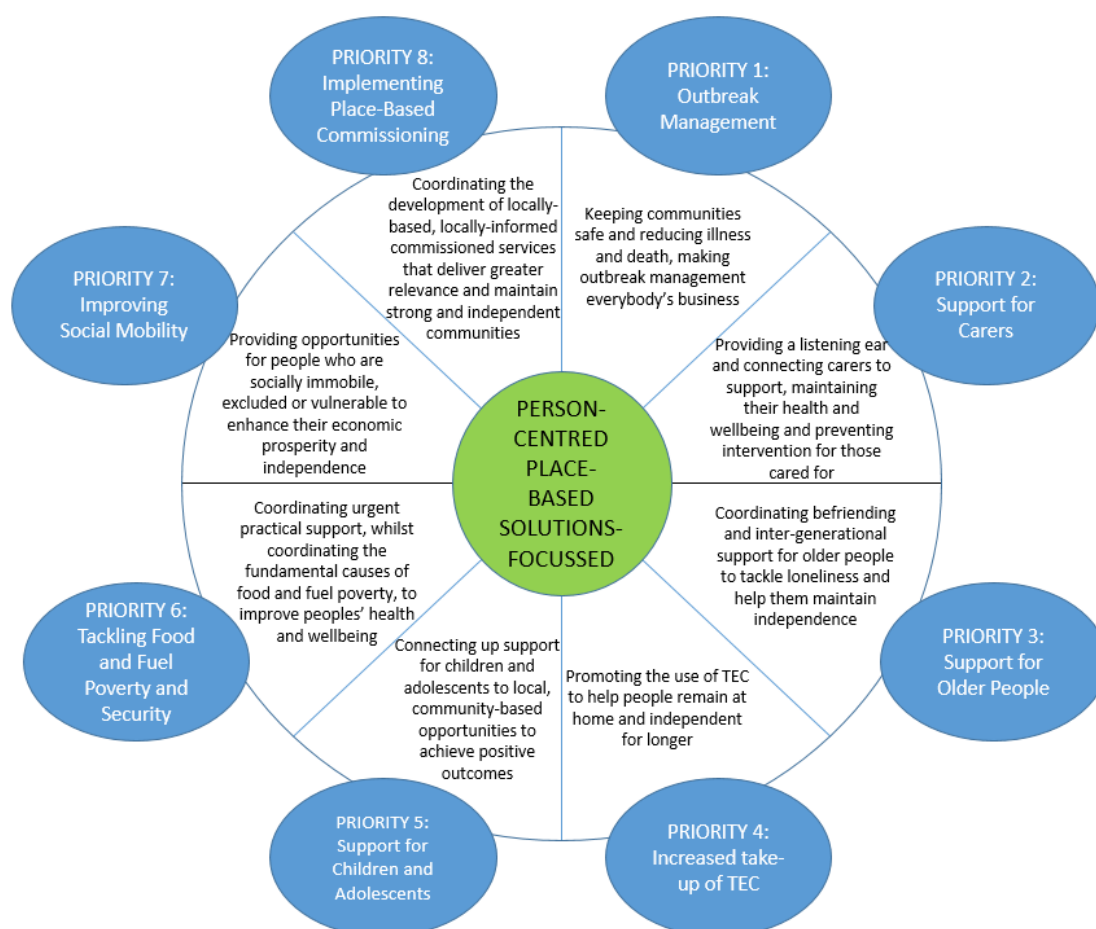 PRIORITY 8:
Implementing
Place-Based
Commissioning
PRIORITY 1:
Outbreak
Management
Coordinating the
development of locally-
based, locally-informed
commissioned services
that deliver greater
relevance and maintain
strong and independent
communities
Keeping communities
safe and reducing illness
and death, making
outbreak management
everybody's business
PRIORITY 7:
Improving
Social Mobility
PRIORITY 2:
Support for
Carers
Providing opportunities
for people who are
socially immobile,
excluded or vulnerable to
enhance their economic
prosperity and
independence
Providing a listening ear
and connecting carers to
support, maintaining
their health and
wellbeing and preventing
intervention for those
cared for
PERSON-
CENTRED
PLACE-
BASED
SOLUTIONS-
FOCUSSED
Coordinating urgent
practical support, whilst
coordinating the
fundamental causes of
food and fuel poverty, to
improve peoples' health
and wellbeing
Coordinating befriending
and inter-generational
support for older people
to tackle loneliness and
help them maintain
independence
PRIORITY 6:
Tackling Food
and Fuel
Poverty and
Security
PRIORITY 3:
Support for
Older People
Connecting up support
for children and
adolescents to local,
community-based
opportunities to
achieve positive
outcomes
Promoting the use of TEC
to help people remain at
home and independent
for longer
PRIORITY 5:
Support for
Children and
Adolescents
PRIORITY 4:
Increased take-
up of TEC